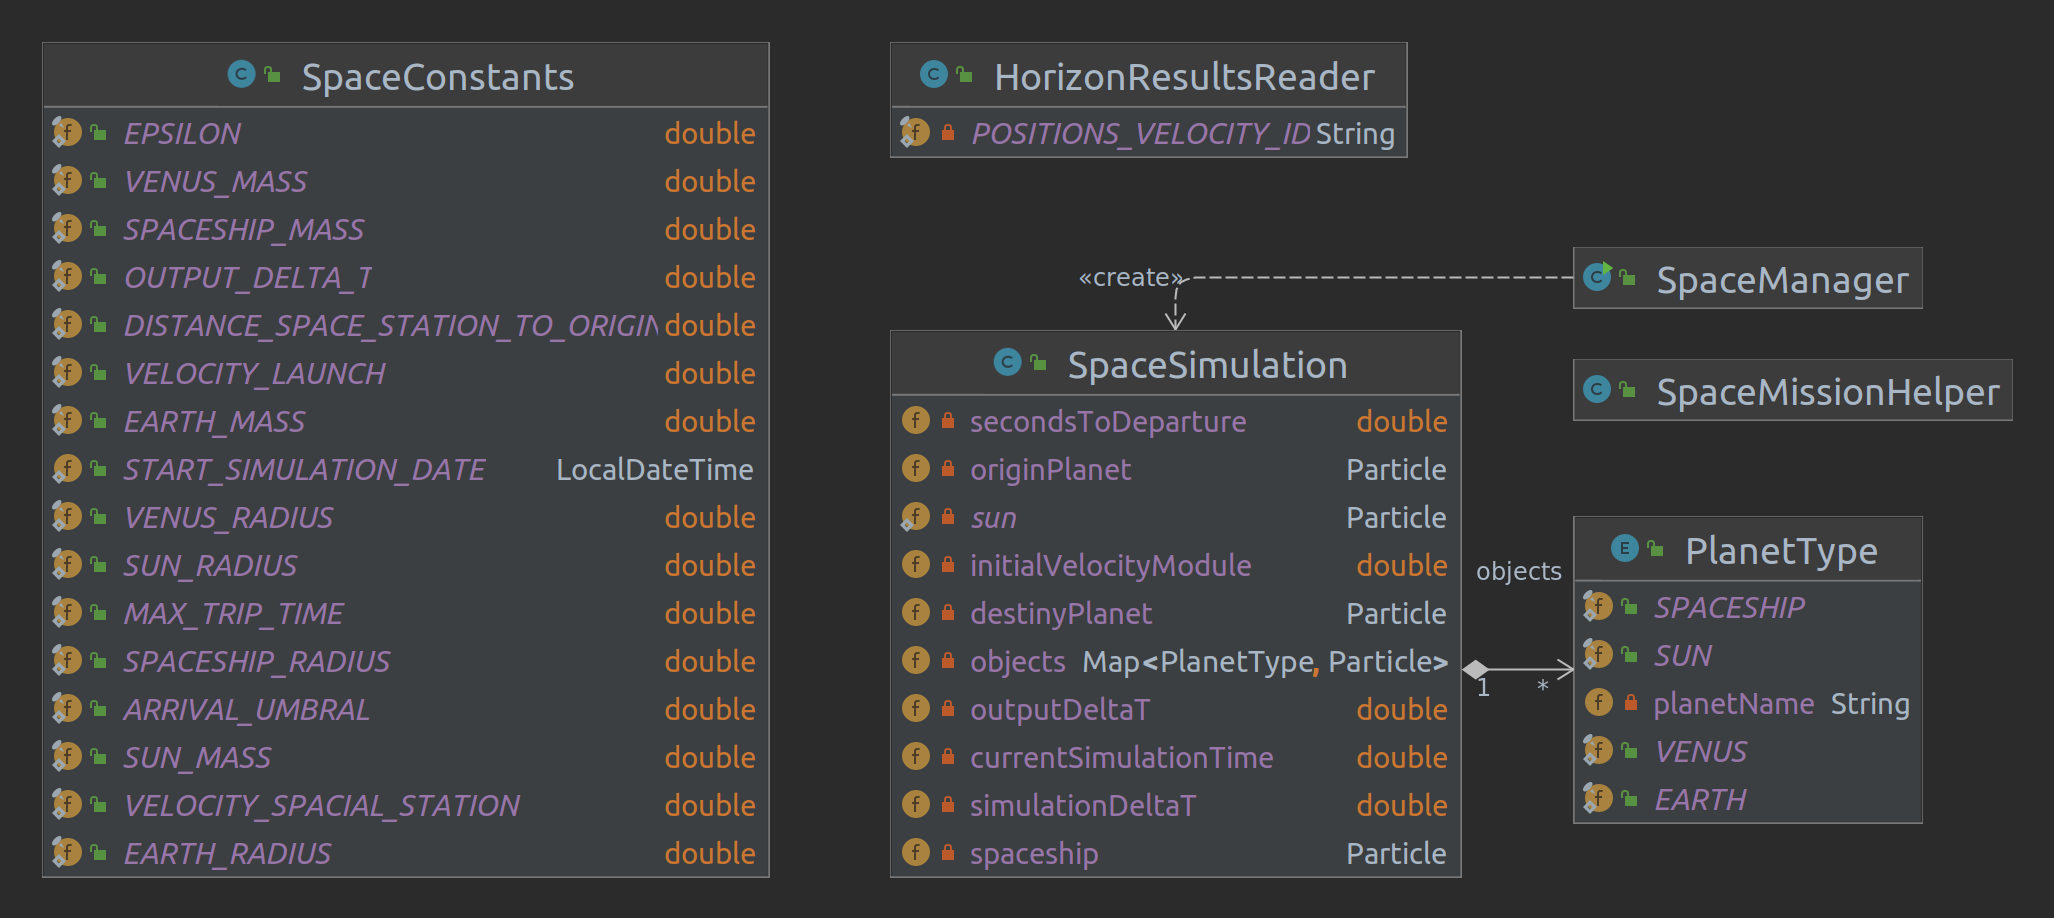 SpaceConstants
EPSILON double
VENUS_MASS double
SPACESHIP_MASS double
OUTPUT_DELTA_T double
DISTANCE_SPACE_STATION_TO_ORIGIN double
VELOCITY_LAUNCH double
EARTH_MASS double
START_SIMULATION_DATE LocalDateTime
VENUS_RADIUS double
SUN_RADIUS double
MAX_TRIP_TIME double
SPACESHIP_RADIUS double
ARRIVAL_UMBRAL double
SUN_MASS double
VELOCITY_SPACIAL_STATION double
EARTH_RADIUS double
HorizonResultsReader
POSITIONS_VELOCITY_ID String
«create»
SpaceManager
SpaceMissionHelper
SpaceSimulation
secondsToDeparture double
originPlanet Particle
sun Particle
initialVelocityModule double
destinyPlanet Particle
objects Map<PlanetType, Particle>
outputDeltaT double
currentSimulationTime double
simulationDeltaT double
spaceship Particle
objects
1 *
PlanetType
SPACESHIP
SUN
planetName String
VENUS
EARTH